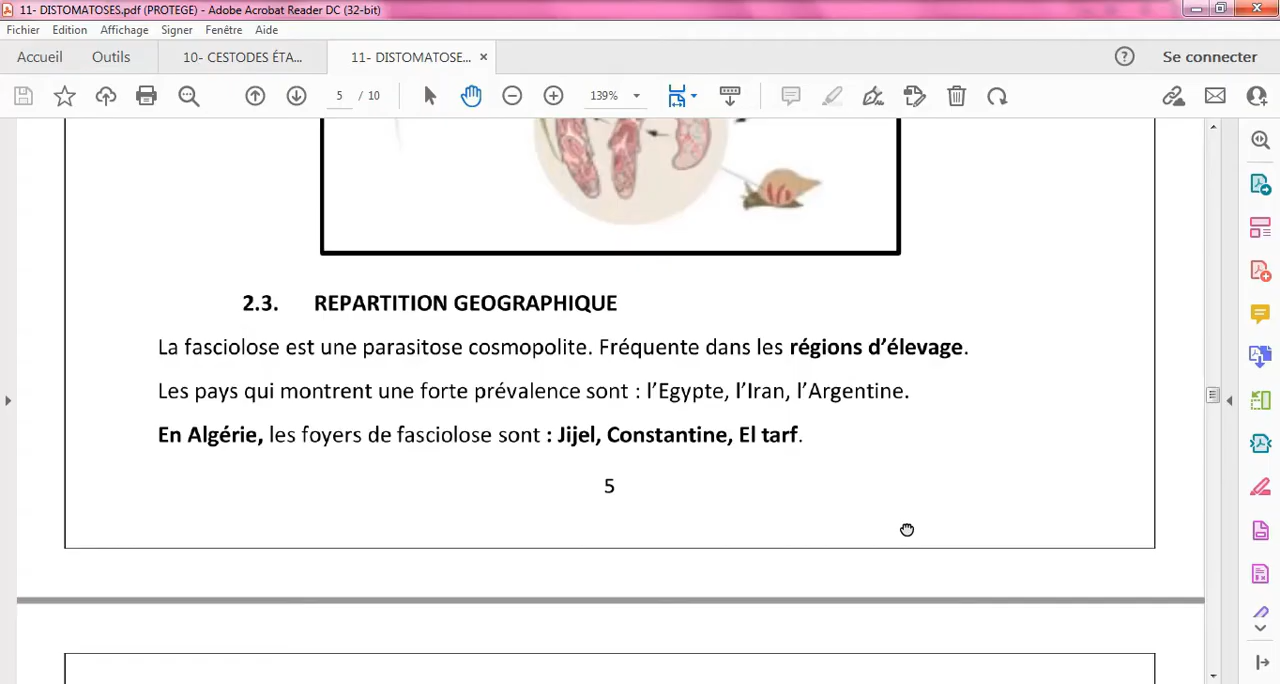 11- DISTOMATOSES.pdf (PROTEGE) - Adobe Acrobat Reader DC (32-bit)
Fichier Edition Affichage Signer Fenêtre Aide
Accueil Outils 10- CESTODES ÉTA... 11- DISTOMATOSE... × Se connecter
5 / 10 139%
2.3. REPARTITION GEOGRAPHIQUE
La fasciolose est une parasitose cosmopolite. Fréquente dans les régions d’élevage.
Les pays qui montrent une forte prévalence sont : l’Egypte, l’Iran, l’Argentine.
En Algérie, les foyers de fasciolose sont : Jijel, Constantine, El tarf.
5